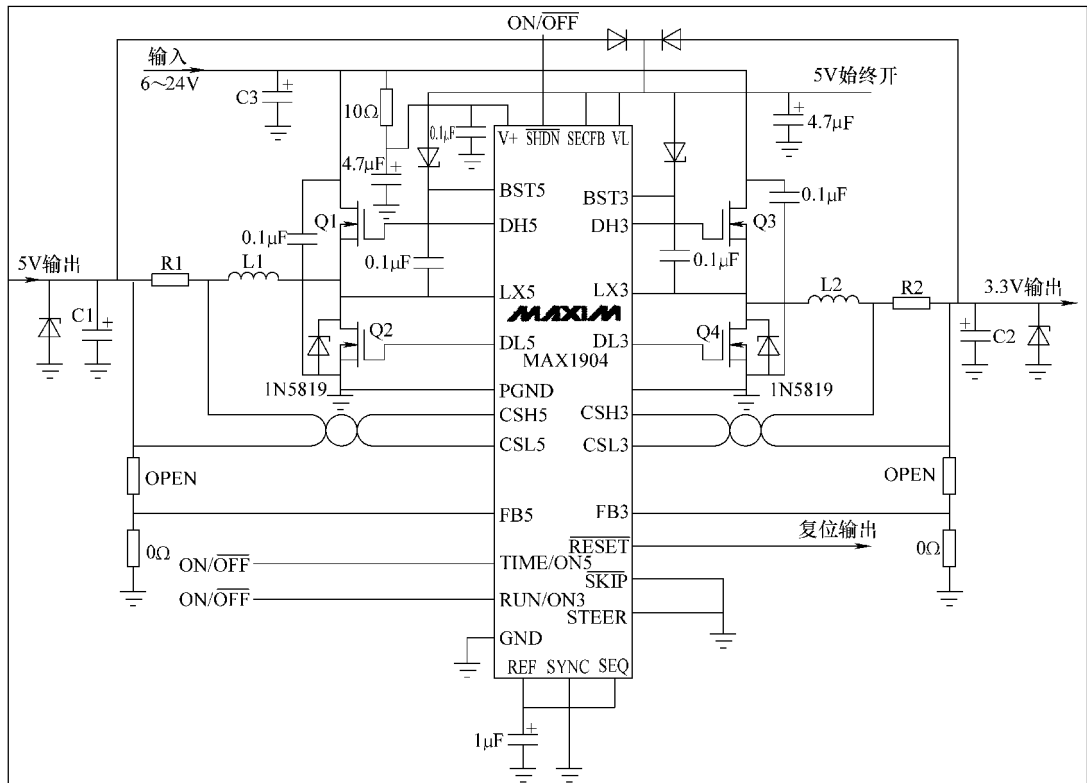 ON/OFF
输入
6～24V
C3
10Ω
0.1μF
4.7μF
5V始终开
4.7μF
V+
SHDN
SECFB
VL
BST5
BST3
0.1μF
Q1
DH5
DH3
Q3
0.1μF
0.1μF
0.1μF
5V输出
R1
L1
L2
R2
3.3V输出
LX5
LX3
MAXIM
C1
Q2
DL5
DL3
Q4
C2
MAX1904
1N5819
1N5819
PGND
CSH5
CSH3
CSL5
CSL3
OPEN
OPEN
FB5
FB3
复位输出
0Ω
RESET
0Ω
ON/OFF
TIME/ON5
SKIP
ON/OFF
RUN/ON3
STEER
GND
REF
SYNC
SEQ
1μF